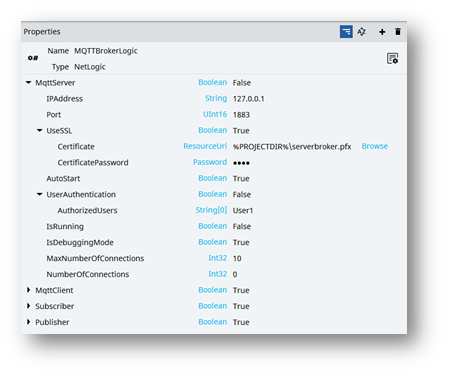 Properties
Name MQTTBrokerLogic
Type NetLogic
MqttServer Boolean False
IPAddress String 127.0.0.1
Port UInt16 1883
UseSSL Boolean True
Certificate ResourceUri %PROJECTDIR%\serverbroker.pfx Browse
CertificatePassword Password ●●●●
AutoStart Boolean True
UserAuthentication Boolean False
AuthorizedUsers String[0] User1
IsRunning Boolean False
IsDebuggingMode Boolean True
MaxNumberOfConnections Int32 10
NumberOfConnections Int32 0
MqttClient Boolean True
Subscriber Boolean True
Publisher Boolean True